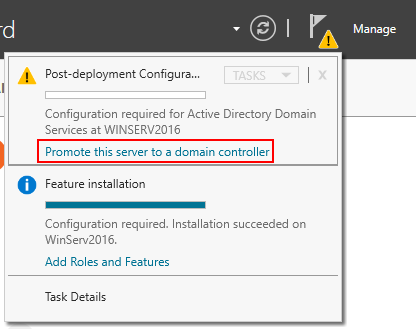 rd
Manage
Post-deployment Configura...
TASKS
X
Configuration required for Active Directory Domain
Services at WINSERV2016
Promote this server to a domain controller
Feature installation
Configuration required. Installation succeeded on
WinServ2016.
Add Roles and Features
Task Details